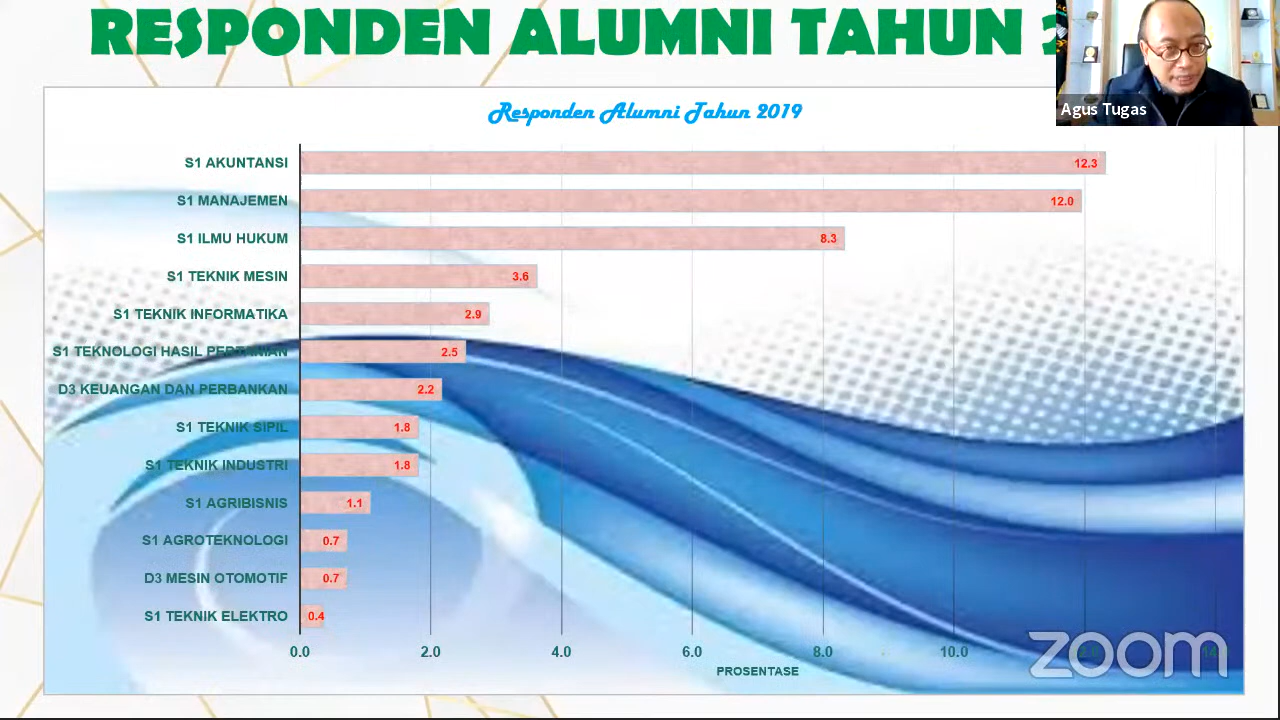 RESPONDEN ALUMNI TAHUN
Agus Tugas
Responden Alumni Tahun 2019
S1 AKUNTANSI 12.3
S1 MANAJEMEN 12.0
S1 ILMU HUKUM 8.3
S1 TEKNIK MESIN 3.6
S1 TEKNIK INFORMATIKA 2.9
S1 TEKNOLOGI HASIL PERTANIAN 2.5
D3 KEUANGAN DAN PERBANKAN 2.2
S1 TEKNIK SIPIL 1.8
S1 TEKNIK INDUSTRI 1.8
S1 AGRIBISNIS 1.1
S1 AGROTEKNOLOGI 0.7
D3 MESIN OTOMOTIF 0.7
S1 TEKNIK ELEKTRO 0.4
0.0 2.0 4.0 6.0 8.0 10.0
PROSENTASE
zoom